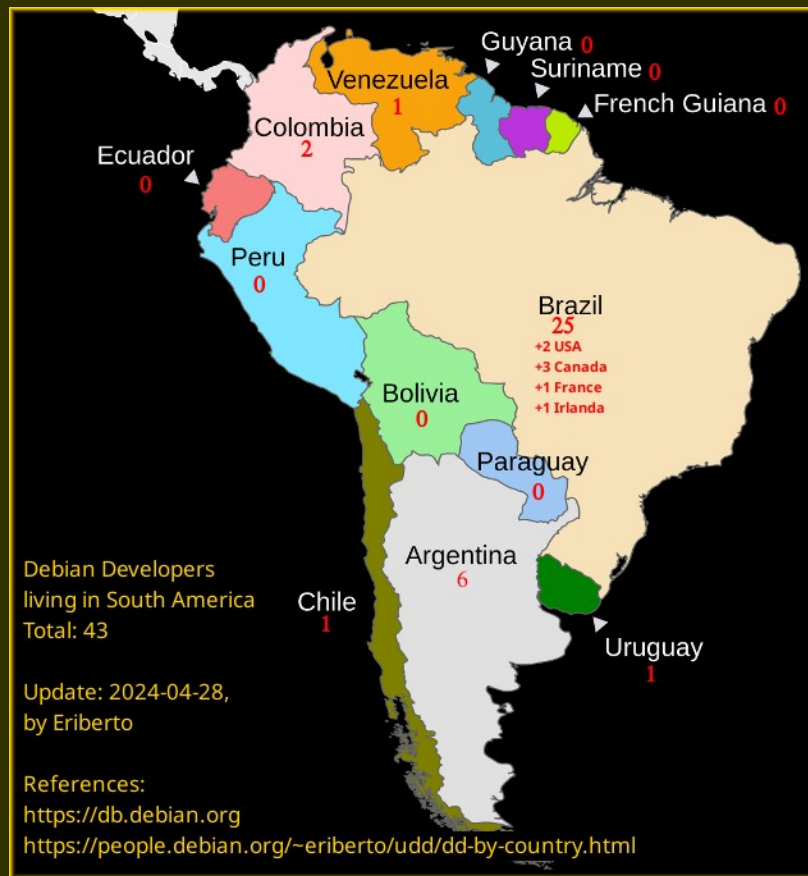 Guyana 0
Suriname 0
French Guiana 0
Venezuela
1
Colombia
2
Ecuador
0
Peru
0
Brazil
25
+2 USA
+3 Canada
+1 France
+1 Irlanda
Bolivia
0
Paraguay
0
Argentina
6
Chile
1
Uruguay
1
Debian Developers
living in South America
Total: 43
Update: 2024-04-28,
by Eriberto
References:
https://db.debian.org
https://people.debian.org/~eriberto/udd/dd-by-country.html